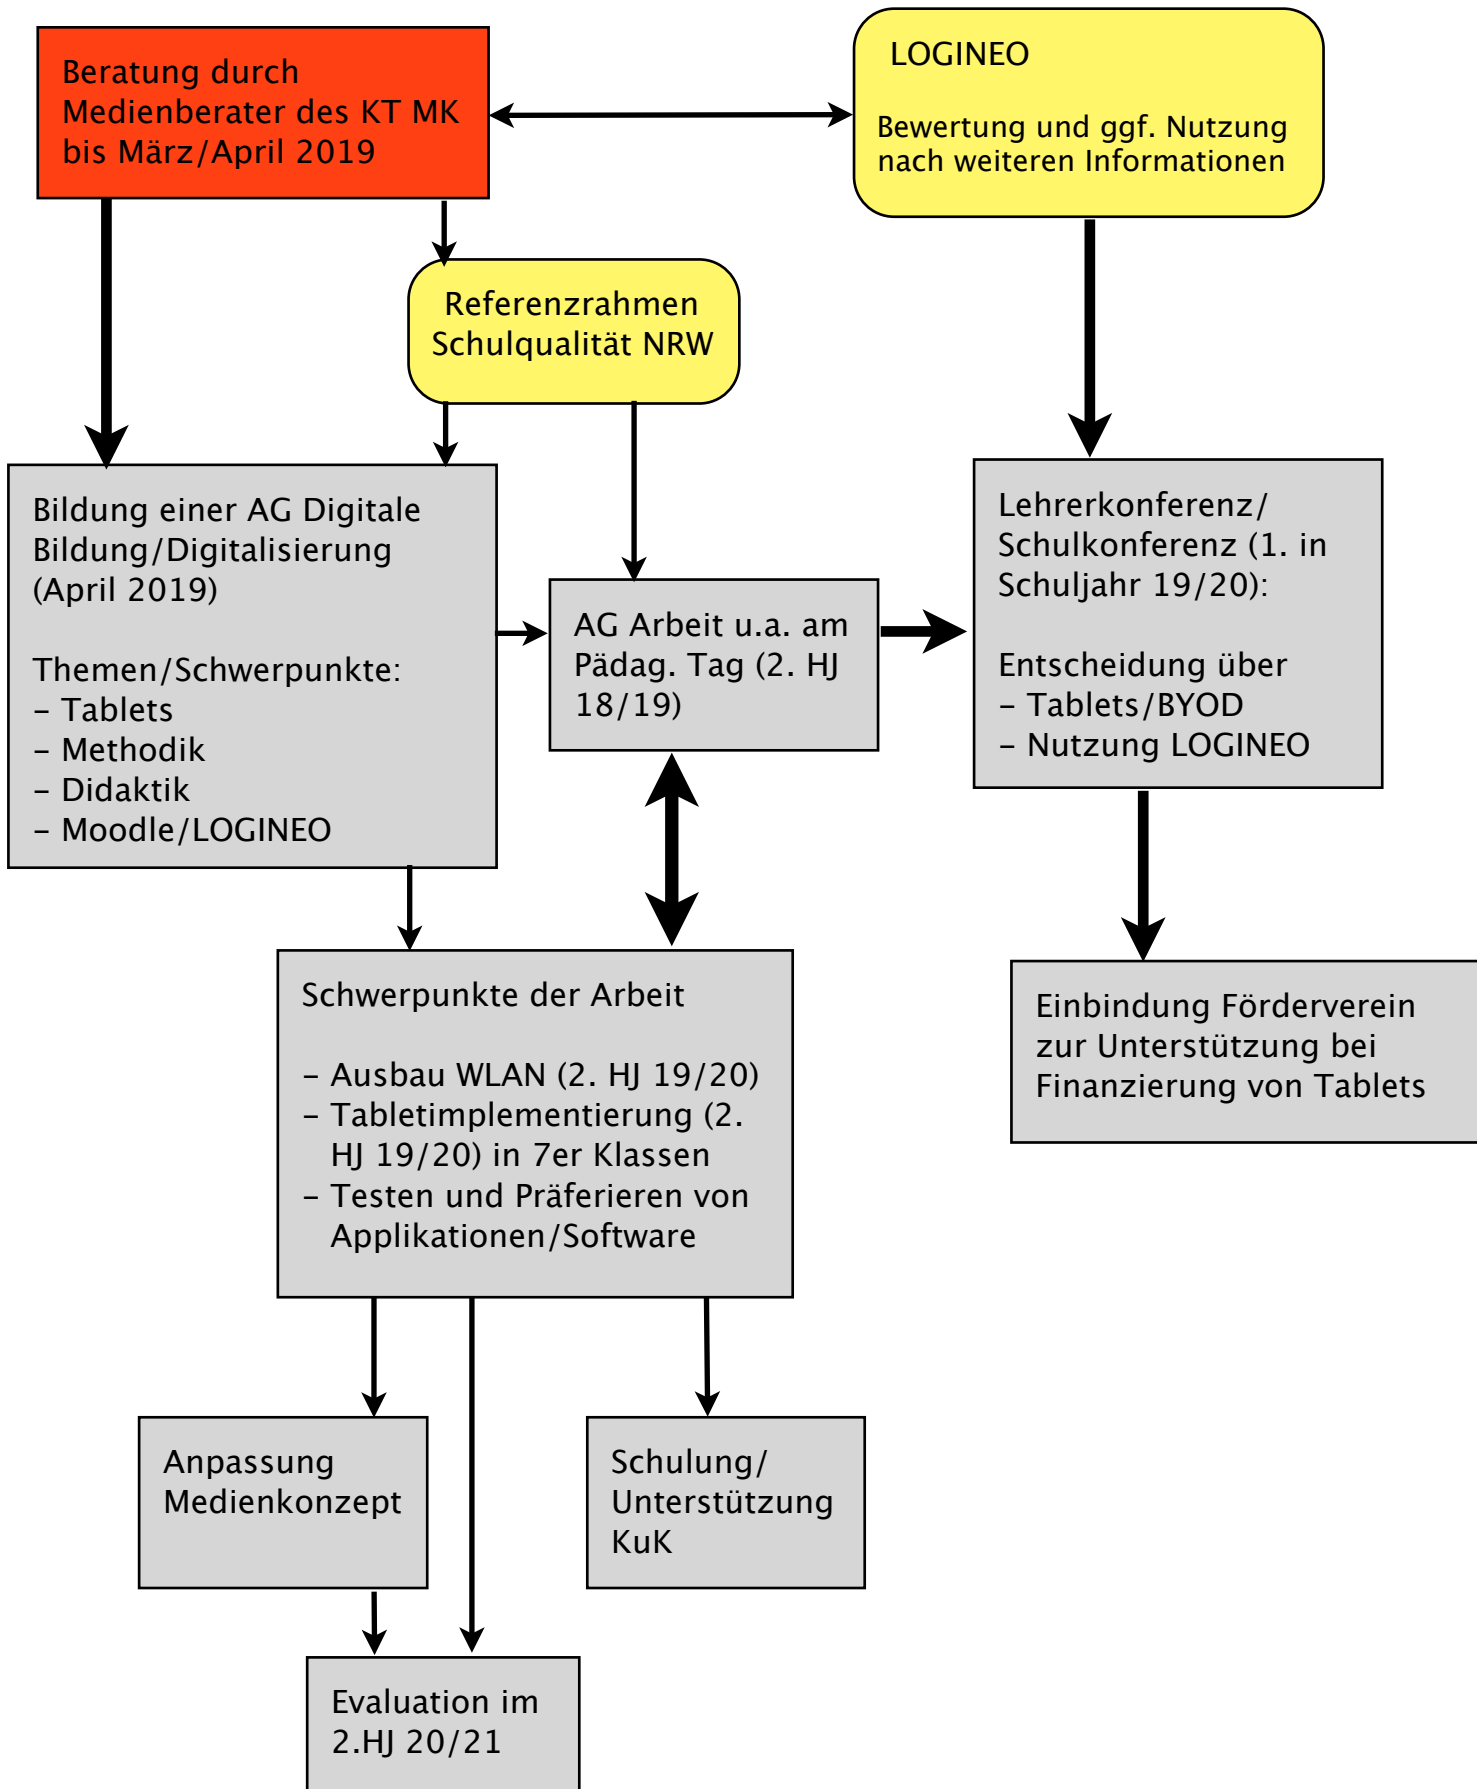 Beratung durch
Medienberater des KT MK
bis März/April 2019
LOGINEO
Bewertung und ggf. Nutzung
nach weiteren Informationen
Referenzrahmen
Schulqualität NRW
Bildung einer AG Digitale
Bildung/Digitalisierung
(April 2019)
Themen/Schwerpunkte:
– Tablets
– Methodik
– Didaktik
– Moodle/LOGINEO
AG Arbeit u.a. am
Pädag. Tag (2. HJ
18/19)
Lehrerkonferenz/
Schulkonferenz (1. in
Schuljahr 19/20):
Entscheidung über
– Tablets/BYOD
– Nutzung LOGINEO
Schwerpunkte der Arbeit
– Ausbau WLAN (2. HJ 19/20)
– Tabletimplementierung (2.
HJ 19/20) in 7er Klassen
– Testen und Präferieren von
Applikationen/Software
Einbindung Förderverein
zur Unterstützung bei
Finanzierung von Tablets
Anpassung
Medienkonzept
Schulung/
Unterstützung
KuK
Evaluation im
2.HJ 20/21